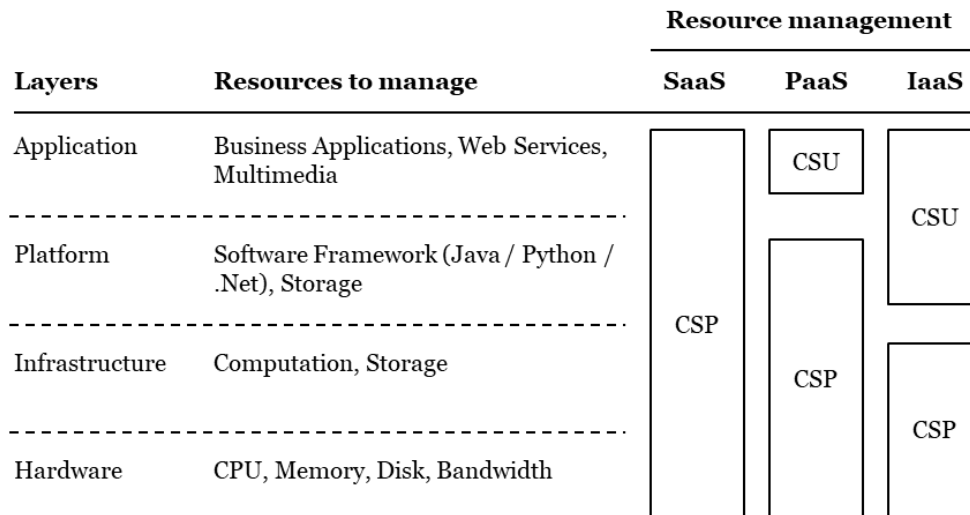 Resource management
Layers Resources to manage SaaS PaaS IaaS
Application Business Applications, Web Services,
Multimedia
CSU
CSU
Platform Software Framework (Java / Python /
.Net), Storage
CSP
Infrastructure Computation, Storage
CSP
CSP
Hardware CPU, Memory, Disk, Bandwidth